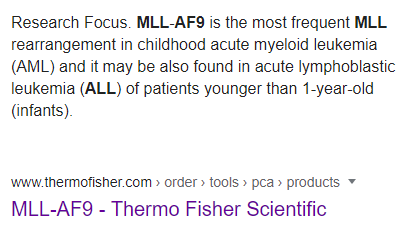 Research Focus. MLL-AF9 is the most frequent MLL
rearrangement in childhood acute myeloid leukemia
(AML) and it may be also found in acute lymphoblastic
leukemia (ALL) of patients younger than 1-year-old
(infants).
www.thermofisher.com › order › tools › pca › products
MLL-AF9 - Thermo Fisher Scientific